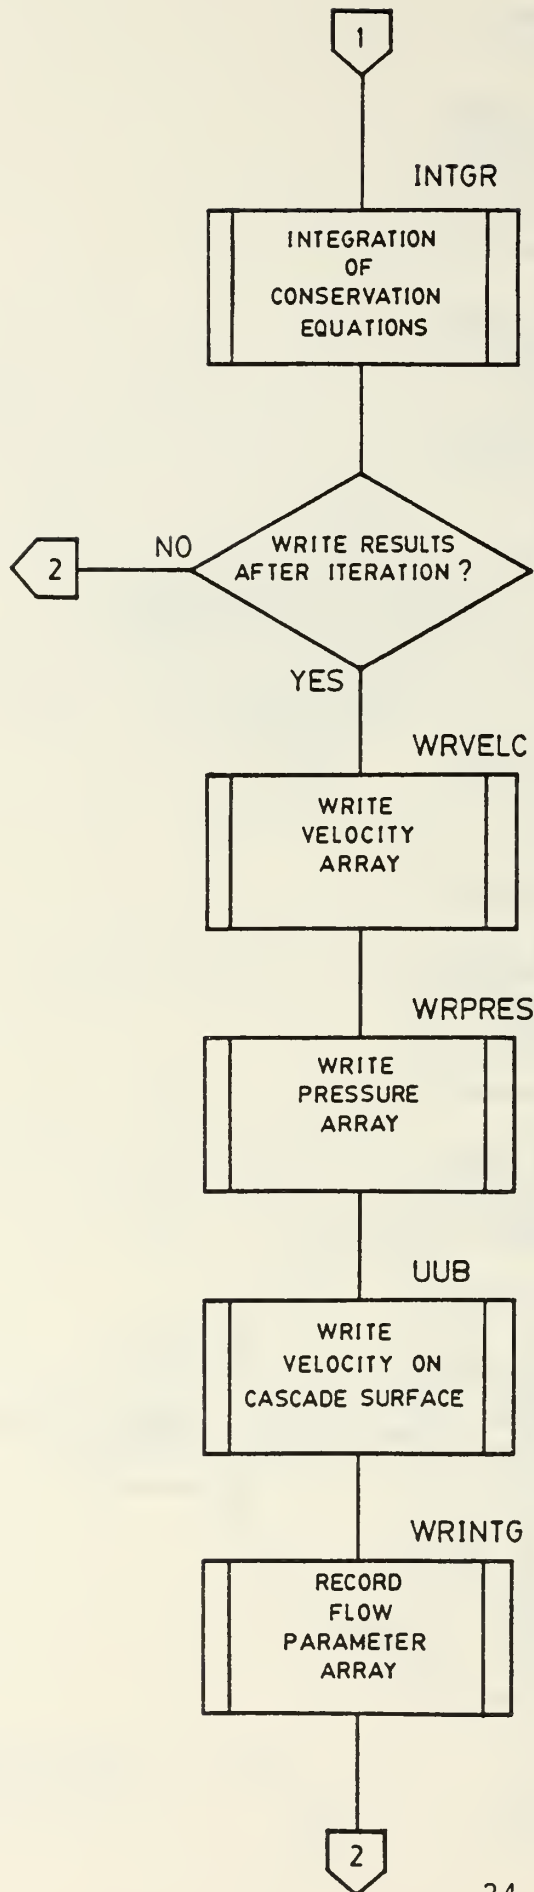 1
INTGR
INTEGRATION
OF
CONSERVATION
EQUATIONS
WRITE RESULTS
AFTER ITERATION?
NO
2
YES
WRVELC
WRITE
VELOCITY
ARRAY
WRPRES
WRITE
PRESSURE
ARRAY
UUB
WRITE
VELOCITY ON
CASCADE SURFACE
WRINTG
RECORD
FLOW
PARAMETER
ARRAY
2